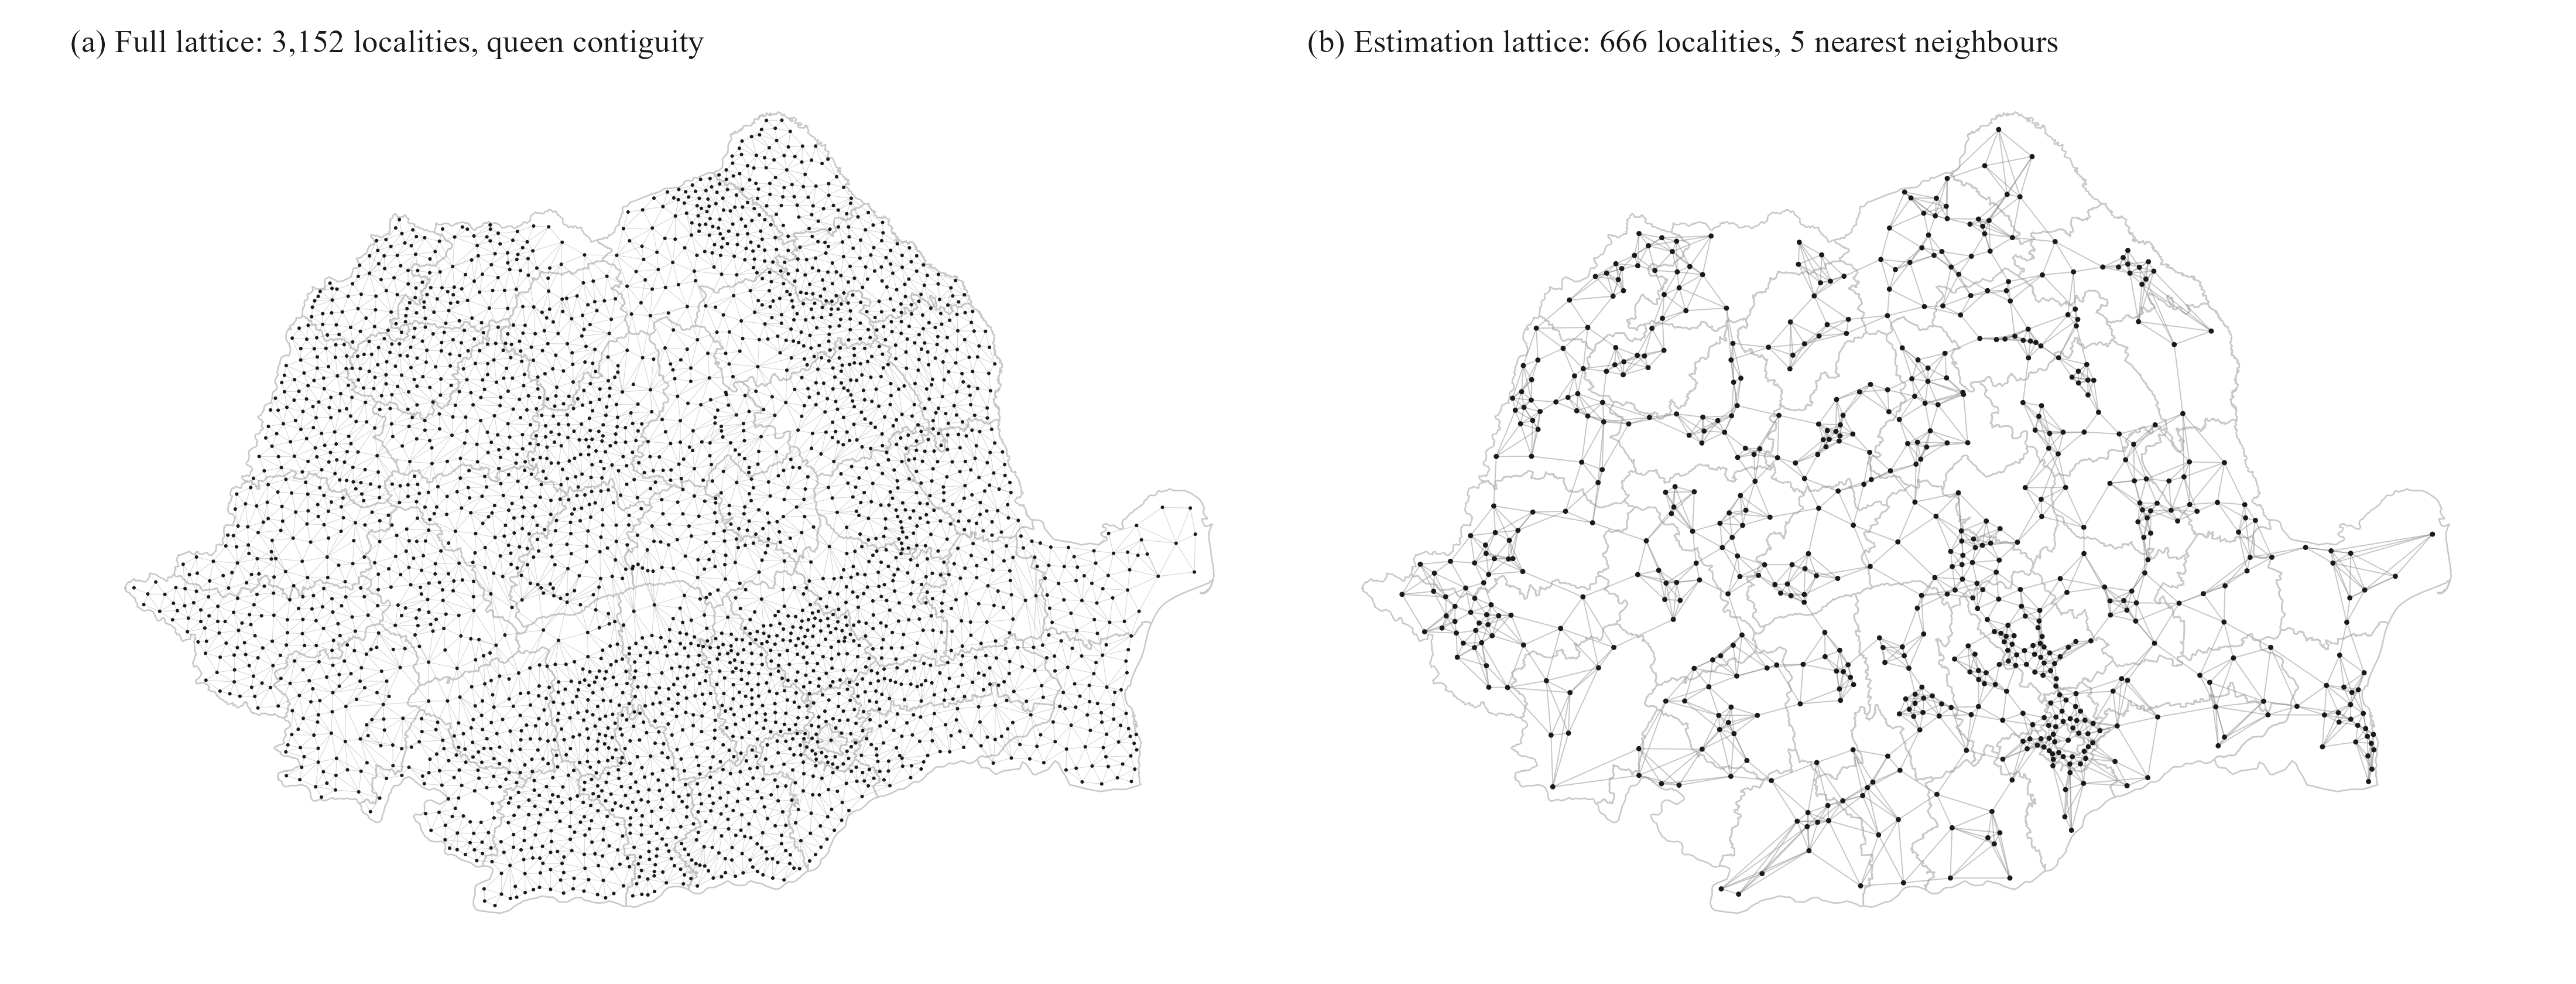 (a) Full lattice: 3,152 localities, queen contiguity
(b) Estimation lattice: 666 localities, 5 nearest neighbours